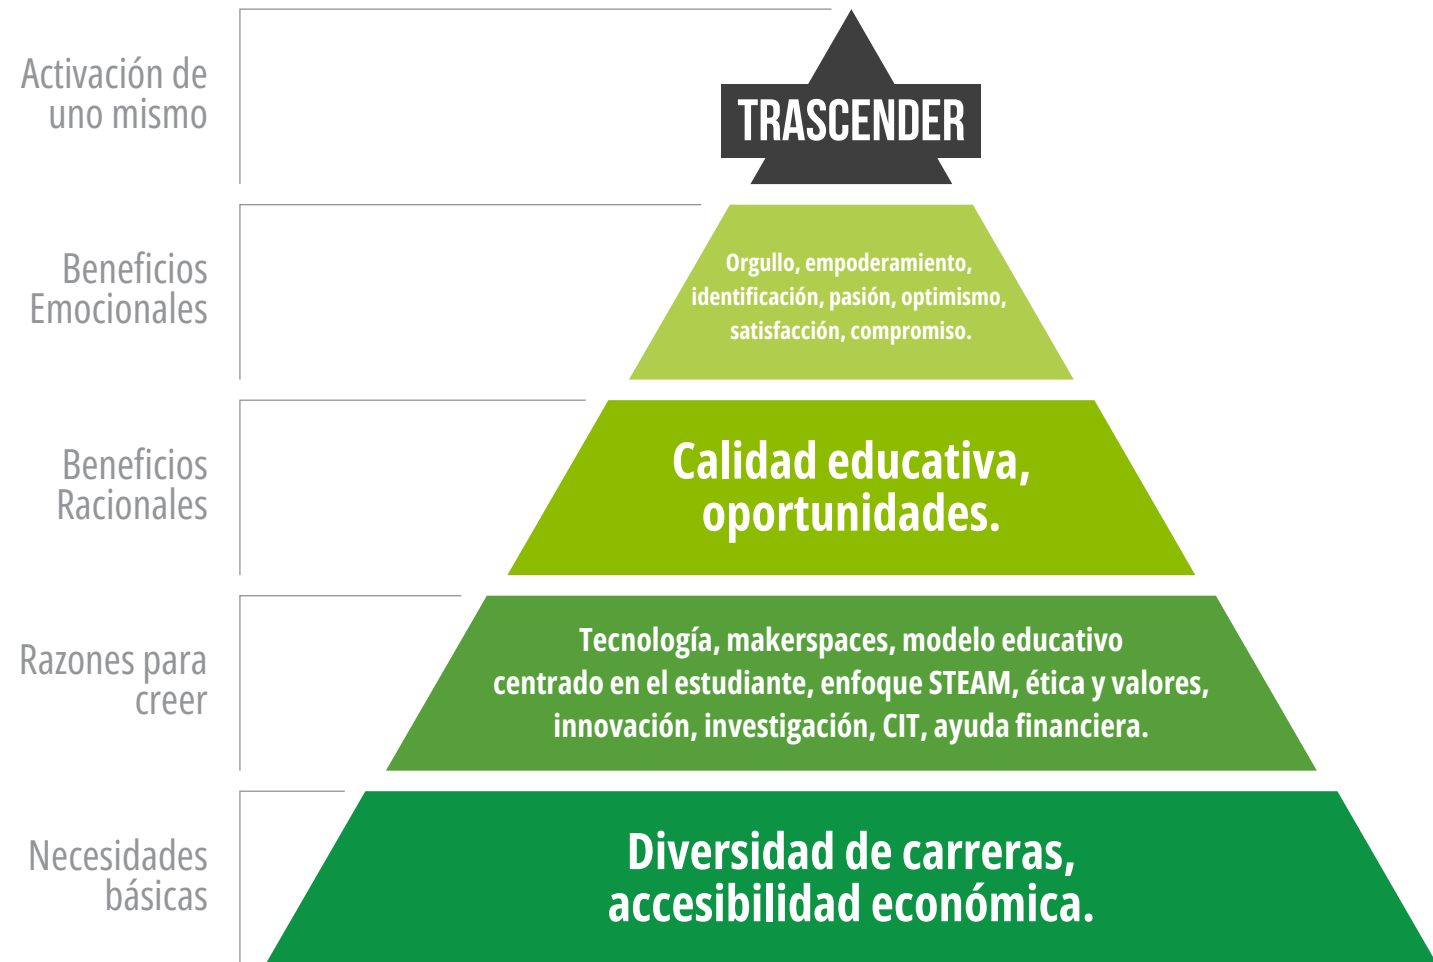 Activación de
uno mismo
TRASCENDER
Beneficios
Emocionales
Orgullo, empoderamiento,
identificación, pasión, optimismo,
satisfacción, compromiso.
Beneficios
Racionales
Calidad educativa,
oportunidades.
Razones para
creer
Tecnología, makerspaces, modelo educativo
centrado en el estudiante, enfoque STEAM, ética y valores,
innovación, investigación, CIT, ayuda financiera.
Necesidades
básicas
Diversidad de carreras,
accesibilidad económica.